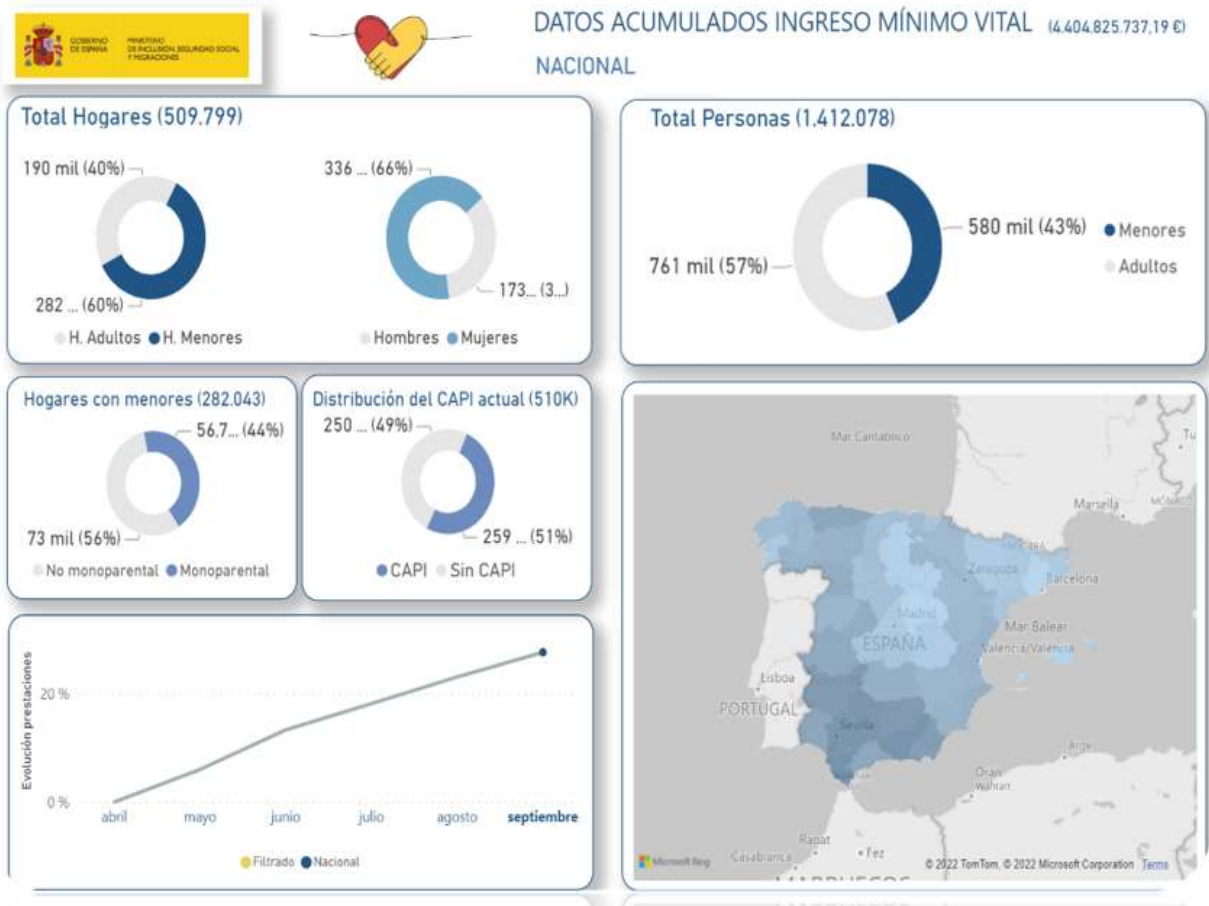 GOBIERNO
DE ESPAÑA
MINISTERIO
DE INCLUSIÓN, SEGURIDAD SOCIAL
Y MIGRACIONES
DATOS ACUMULADOS INGRESO MÍNIMO VITAL (4.404.825.737,19 €)
NACIONAL
Total Hogares (509.799)
190 mil (40%)
282 ... (60%)
H. Adultos H. Menores
336 ... (66%)
173... (3...)
Hombres Mujeres
Total Personas (1.412.078)
580 mil (43%)
761 mil (57%)
Menores
Adultos
Hogares con menores (282.043)
56,7... (44%)
73 mil (56%)
No monoparental Monoparental
Distribución del CAPI actual (510K)
250 ... (49%)
259 ... (51%)
CAPI Sin CAPI
Evolución prestaciones
20 %
0 %
abril mayo junio julio agosto septiembre
Filtrado Nacional
Mar Cantabrico
Tu
Marsella
MÓNACO
ANDORRA
Zaragoza
Barcelona
Madrid
Mar Balear
ESPAÑA
Valencia/València
Lisboa
PORTUGAL
Sevilla
Argel
Orán
Wahran
Rabat
Fez
Casablanca
MARRUECOS
Microsoft Bing
© 2022 TomTom, © 2022 Microsoft Corporation Terms